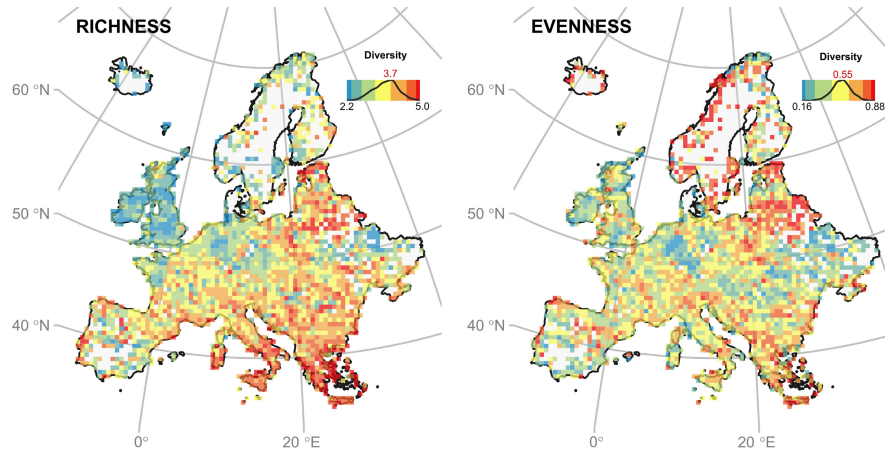 RICHNESS
Diversity
3.7
2.2 5.0
60 °N
50 °N
40 °N
0° 20 °E
EVENNESS
Diversity
0.55
0.16 0.88
60 °N
50 °N
40 °N
0° 20 °E